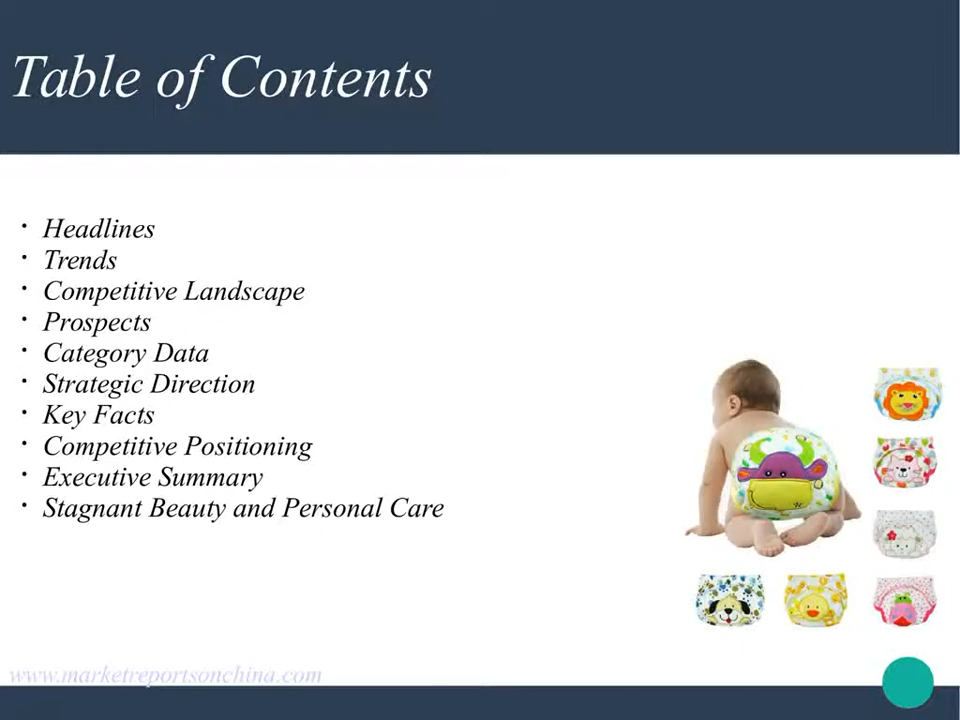 Table of Contents
· Headlines
· Trends
· Competitive Landscape
· Prospects
· Category Data
· Strategic Direction
· Key Facts
· Competitive Positioning
· Executive Summary
· Stagnant Beauty and Personal Care
www.marketreportsonchina.com